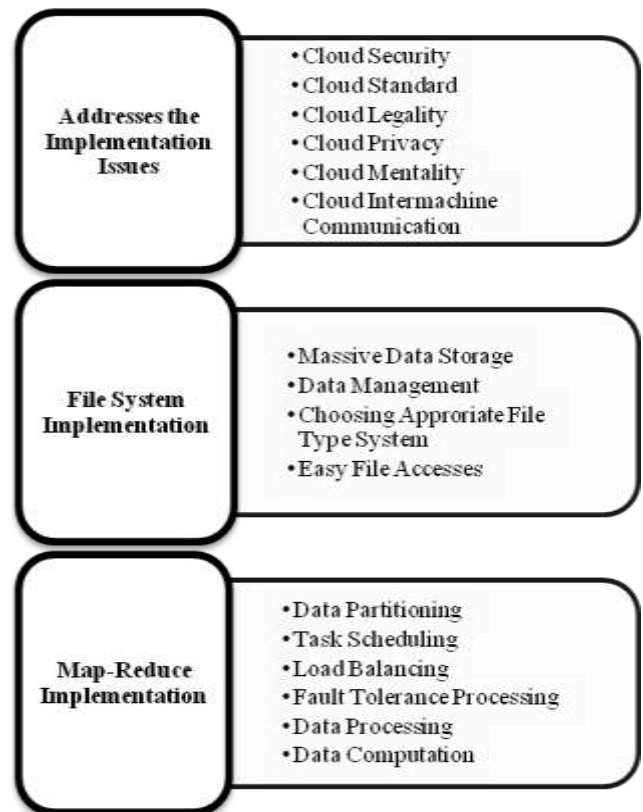 Addresses the
Implementation
Issues
• Cloud Security
• Cloud Standard
• Cloud Legality
• Cloud Privacy
• Cloud Mentality
• Cloud Intermachine
Communication
File System
Implementation
• Massive Data Storage
• Data Management
• Choosing Approriate File
Type System
• Easy File Accesses
Map-Reduce
Implementation
• Data Partitioning
• Task Scheduling
• Load Balancing
• Fault Tolerance Processing
• Data Processing
• Data Computation